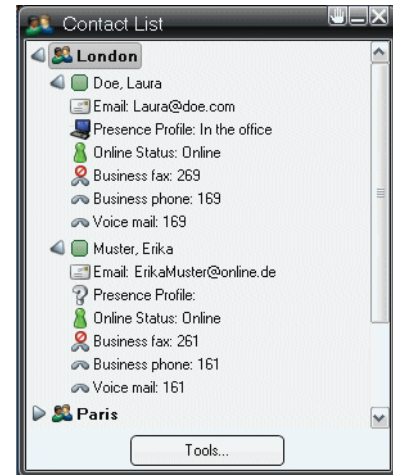 Contact List
London
Doe, Laura
Email: Laura@doe.com
Presence Profile: In the office
Online Status: Online
Business fax: 269
Business phone: 169
Voice mail: 169
Muster, Erika
Email: ErikaMuster@online.de
Presence Profile:
Online Status: Online
Business fax: 261
Business phone: 161
Voice mail: 161
Paris
Tools...